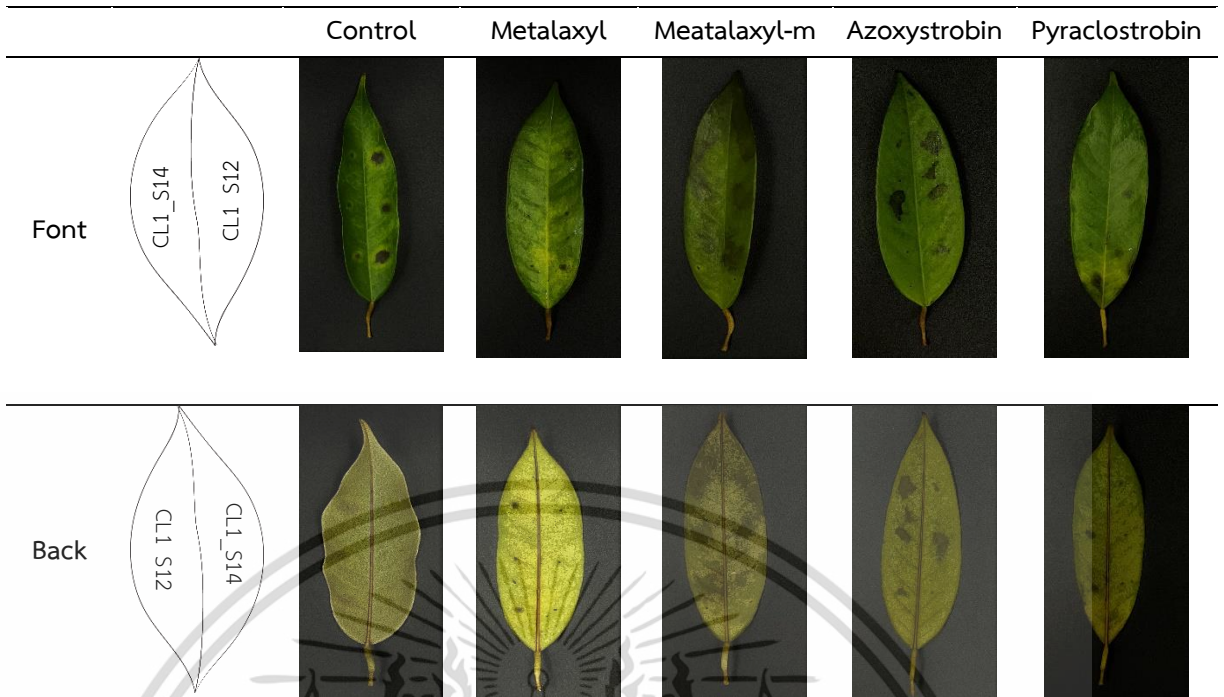 Control Metalaxyl Meatalaxyl-m Azoxystrobin Pyraclostrobin
Font
CL1_S14
CL1 S12
Back
CL1 S12
CL1_S14